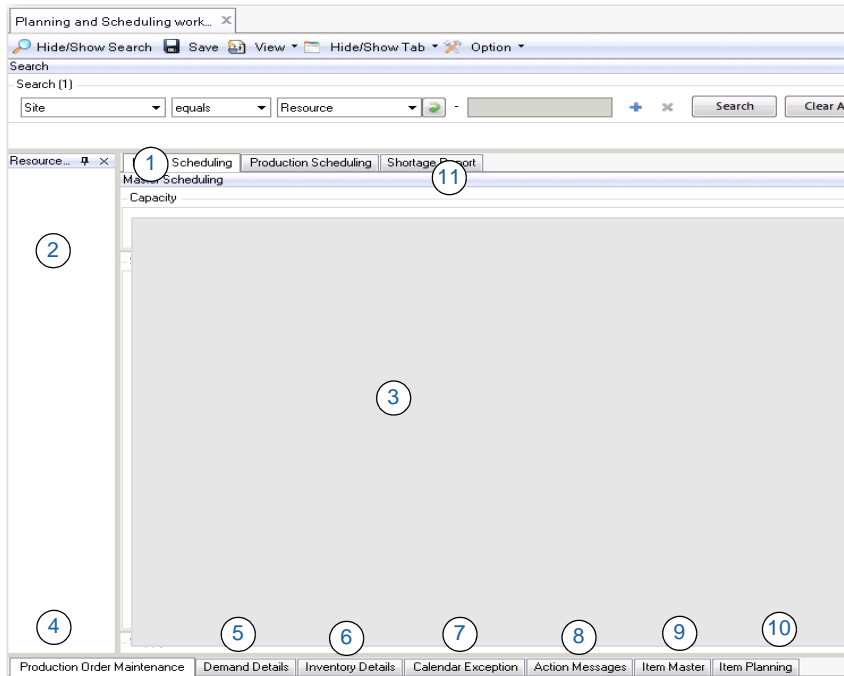 Planning and Scheduling work... X
Hide/Show Search Save View Hide/Show Tab Option
Search
Search (1)
Site equals Resource - Search Clear A
Resource... Scheduling Production Scheduling Shortage Report
1
11
Master Scheduling
Capacity
2
3
4
5
6
7
8
9
10
Production Order Maintenance Demand Details Inventory Details Calendar Exception Action Messages Item Master Item Planning